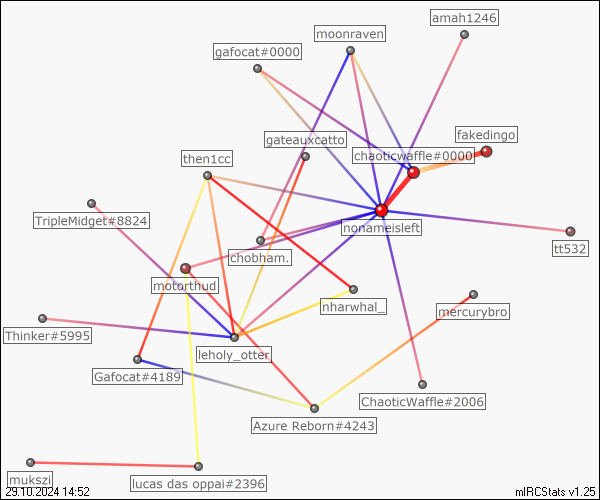 amah1246
moonraven
gafocat#0000
fakedingo
gateauxcatto
chaoticwaffle#0000
then1cc
TripleMidget#8824
nonameisleft
tt532
chobham.
motorthud
nharwhal_
mercurybro
Thinker#5995
leholy_otter
Gafocat#4189
ChaoticWaffle#2006
Azure Reborn#4243
mukszi
lucas das oppai#2396
29.10.2024 14:52
mIRCStats v1.25